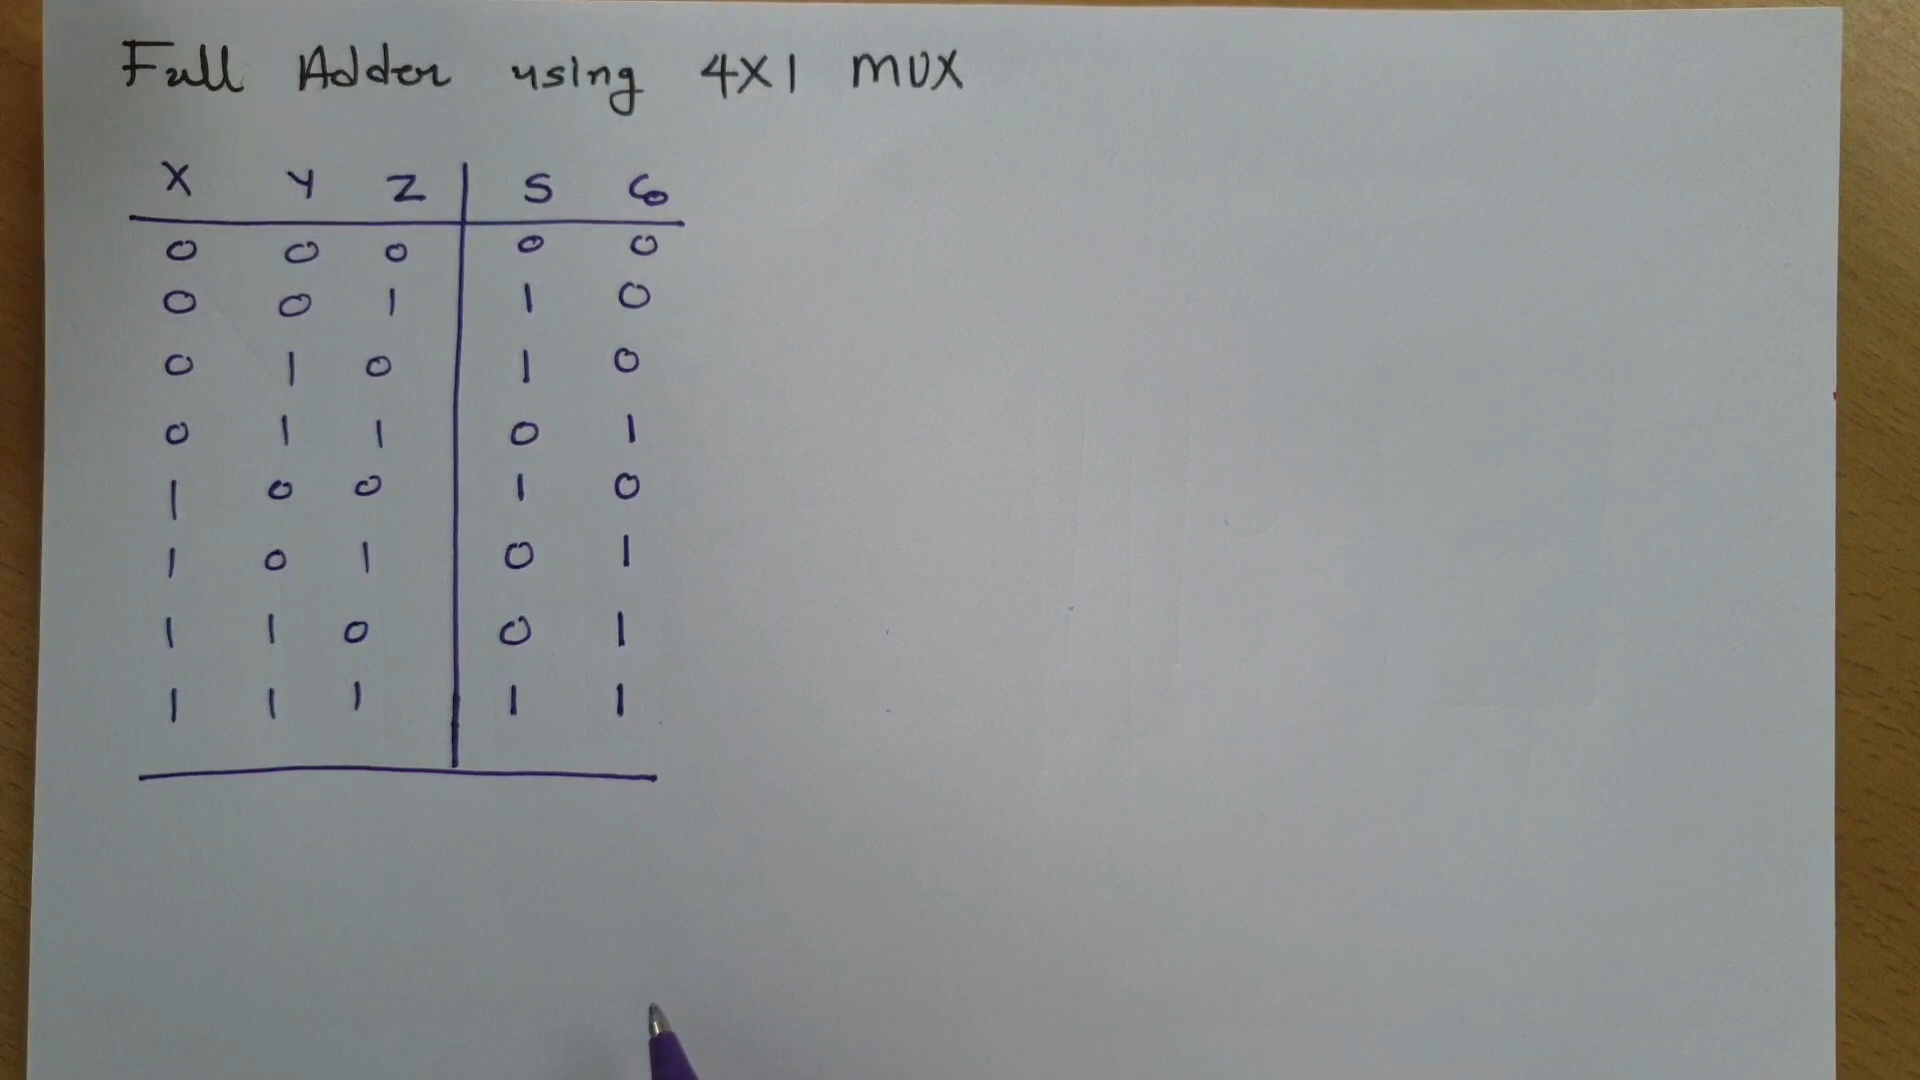 Full Adder using 4X1 MUX
X Y Z S Co
0 0 0 0 0
0 0 1 1 0
0 1 0 1 0
0 1 1 0 1
1 0 0 1 0
1 0 1 0 1
1 1 0 0 1
1 1 1 1 1